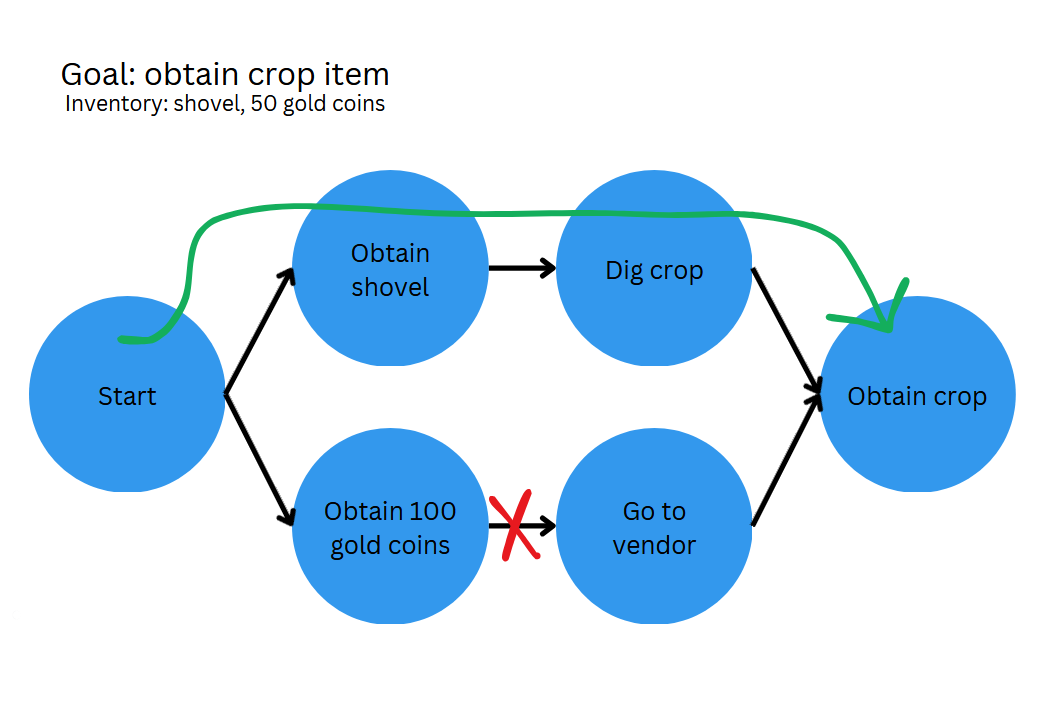 Goal: obtain crop item
Inventory: shovel, 50 gold coins
Obtain
shovel
Dig crop
Start
Obtain crop
Obtain 100
gold coins
Go to
vendor